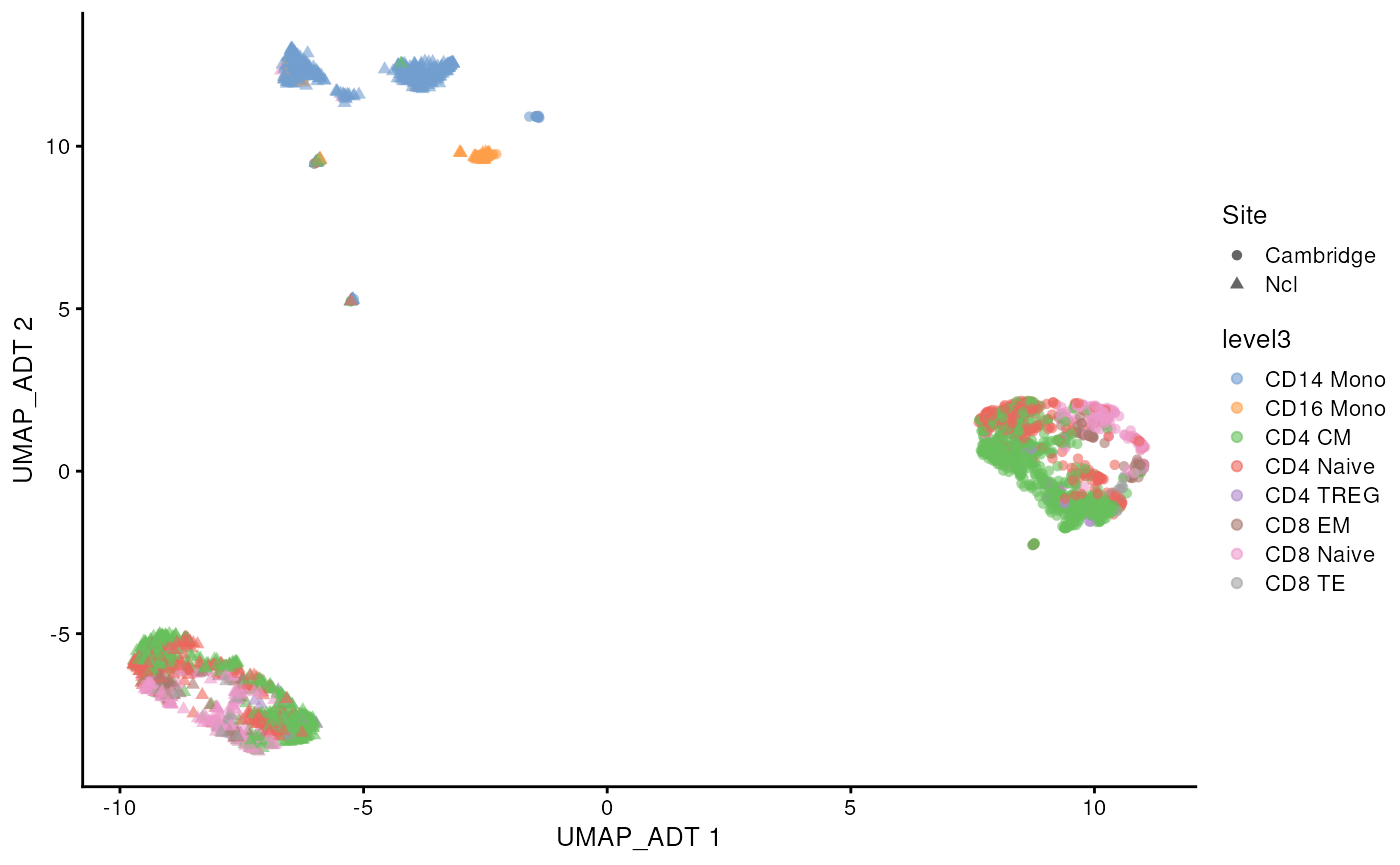 10
5
0
-5
UMAP_ADT 2
-10
-5
0
5
10
UMAP_ADT 1
Site
Cambridge
Ncl
level3
CD14 Mono
CD16 Mono
CD4 CM
CD4 Naive
CD4 TREG
CD8 EM
CD8 Naive
CD8 TE